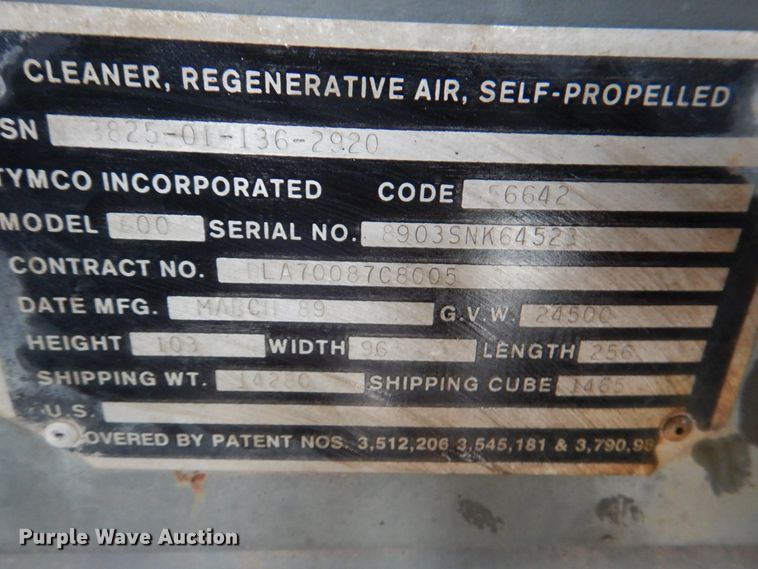 CLEANER, REGENERATIVE AIR, SELF-PROPELLED
SN 3825-01-136-2920
TYMCO INCORPORATED CODE 56642
MODEL 600 SERIAL NO. 8903SNK64523
CONTRACT NO. DLA70087C8005
DATE MFG. MARCH 89 G.V.W. 24500
HEIGHT 103 WIDTH 96 LENGTH 256
SHIPPING WT. 14280 SHIPPING CUBE 1465
U.S.
COVERED BY PATENT NOS. 3,512,206 3,545,181 & 3,790,98
Purple Wave Auction